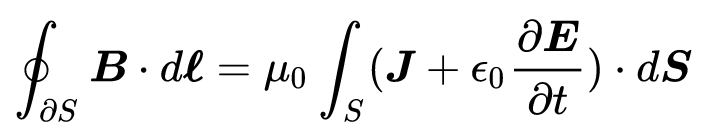 ∮_{∂S} 𝑩 · dℓ = μ₀ ∫_S (𝑱 + ϵ₀ ∂𝑬/∂t) · d𝑺